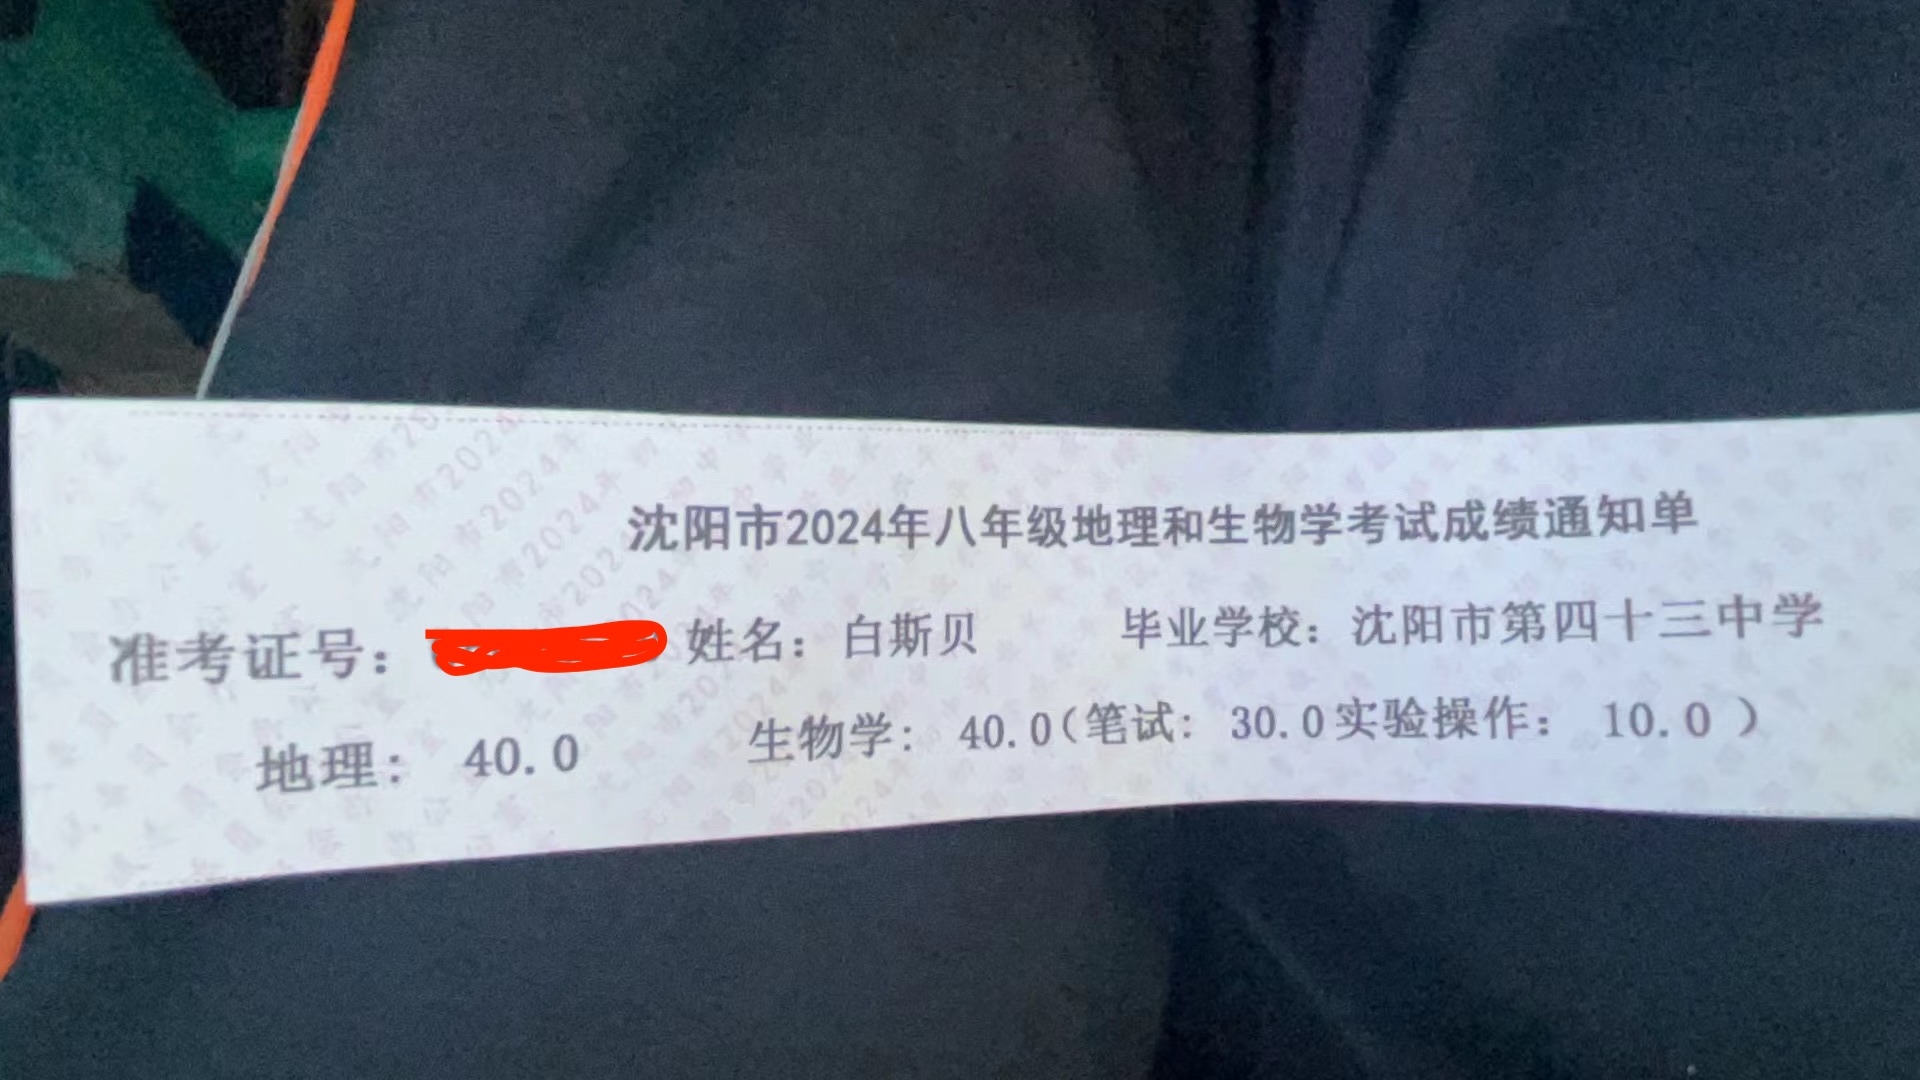 沈阳市2024年八年级地理和生物学考试成绩通知单
准考证号： 姓名：白斯贝 毕业学校：沈阳市第四十三中学
地理： 40.0 生物学： 40.0（笔试： 30.0实验操作： 10.0 ）